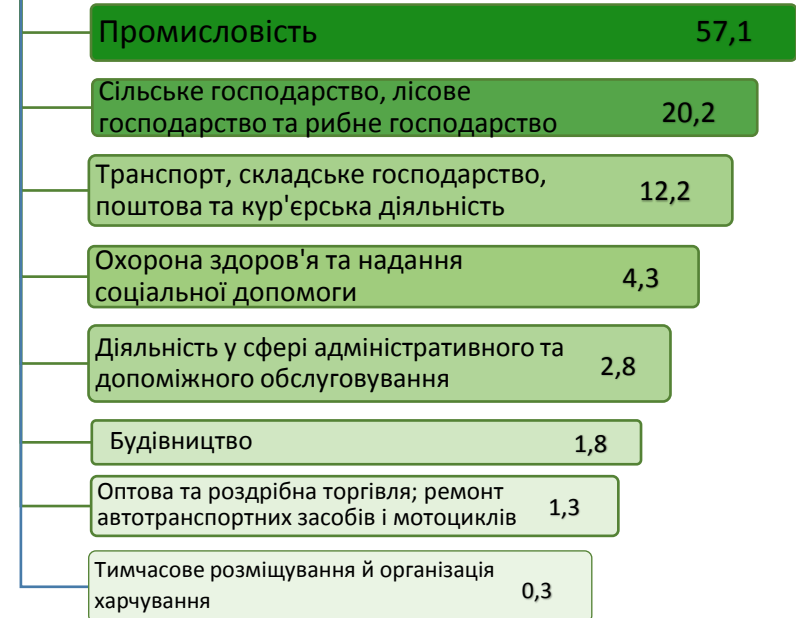 Промисловість 57,1
Сільське господарство, лісове
господарство та рибне господарство 20,2
Транспорт, складське господарство,
поштова та кур'єрська діяльність 12,2
Охорона здоров'я та надання
соціальної допомоги 4,3
Діяльність у сфері адміністративного та
допоміжного обслуговування 2,8
Будівництво 1,8
Оптова та роздрібна торгівля; ремонт
автотранспортних засобів і мотоциклів 1,3
Тимчасове розміщування й організація
харчування 0,3